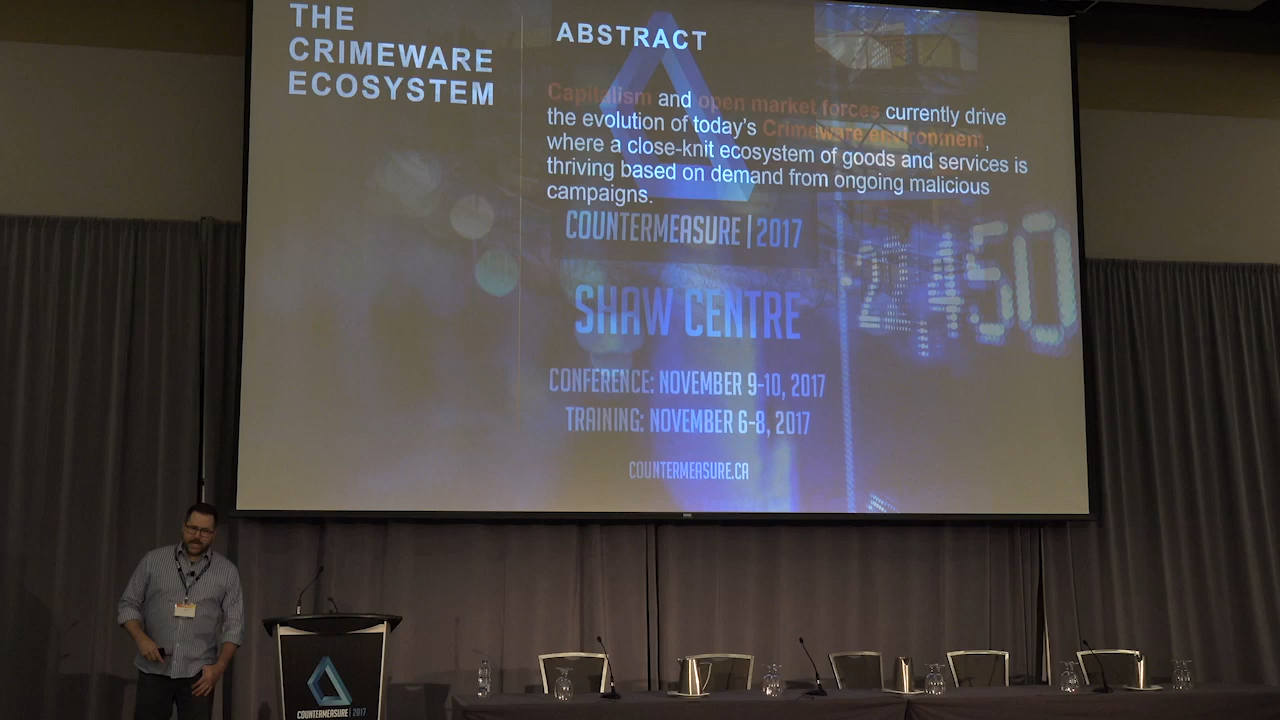 THE
CRIMEWARE
ECOSYSTEM
ABSTRACT
Capitalism and open market forces currently drive
the evolution of today's Crimeware environment,
where a close-knit ecosystem of goods and services is
thriving based on demand from ongoing malicious
campaigns.
COUNTERMEASURE | 2017
SHAW CENTRE
CONFERENCE: NOVEMBER 9-10, 2017
TRAINING: NOVEMBER 6-8, 2017
COUNTERMEASURE.CA
COUNTERMEASURE | 2017